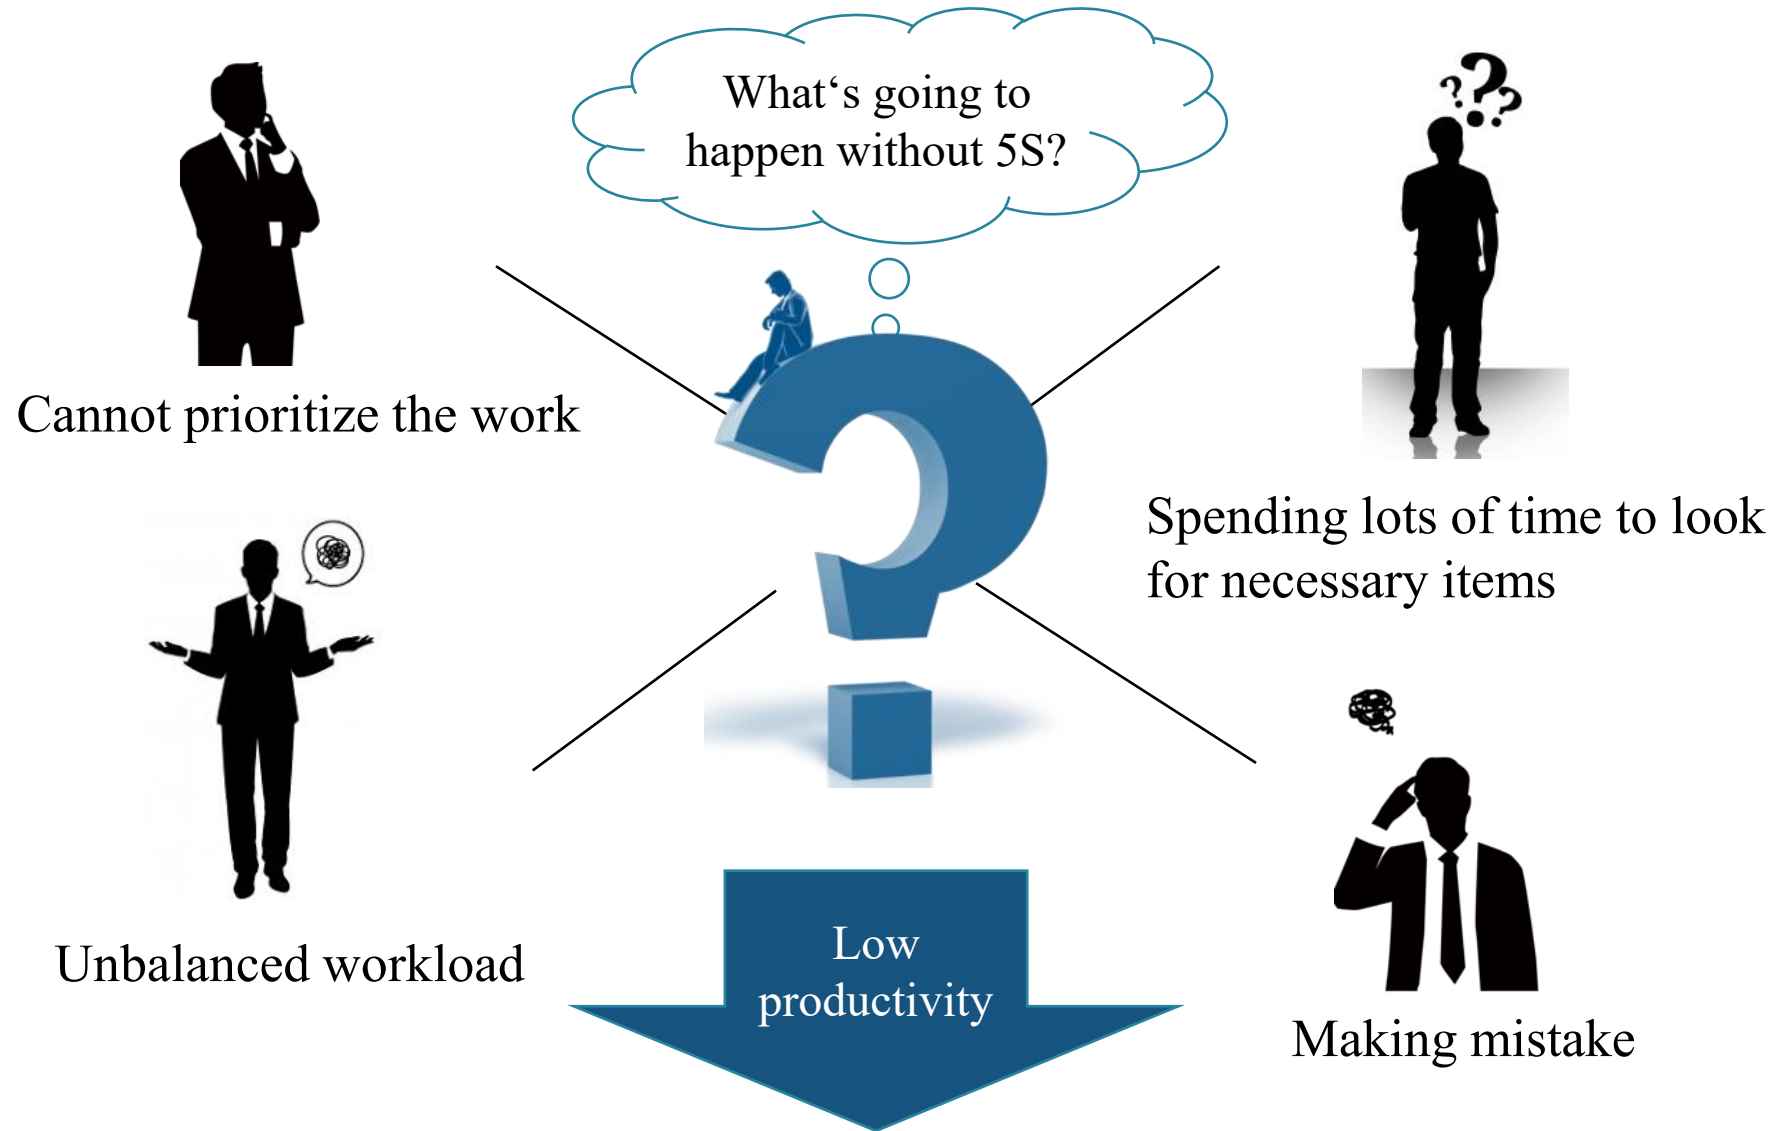 What‘s going to
happen without 5S?
Cannot prioritize the work
Spending lots of time to look
for necessary items
Unbalanced workload
Low
productivity
Making mistake